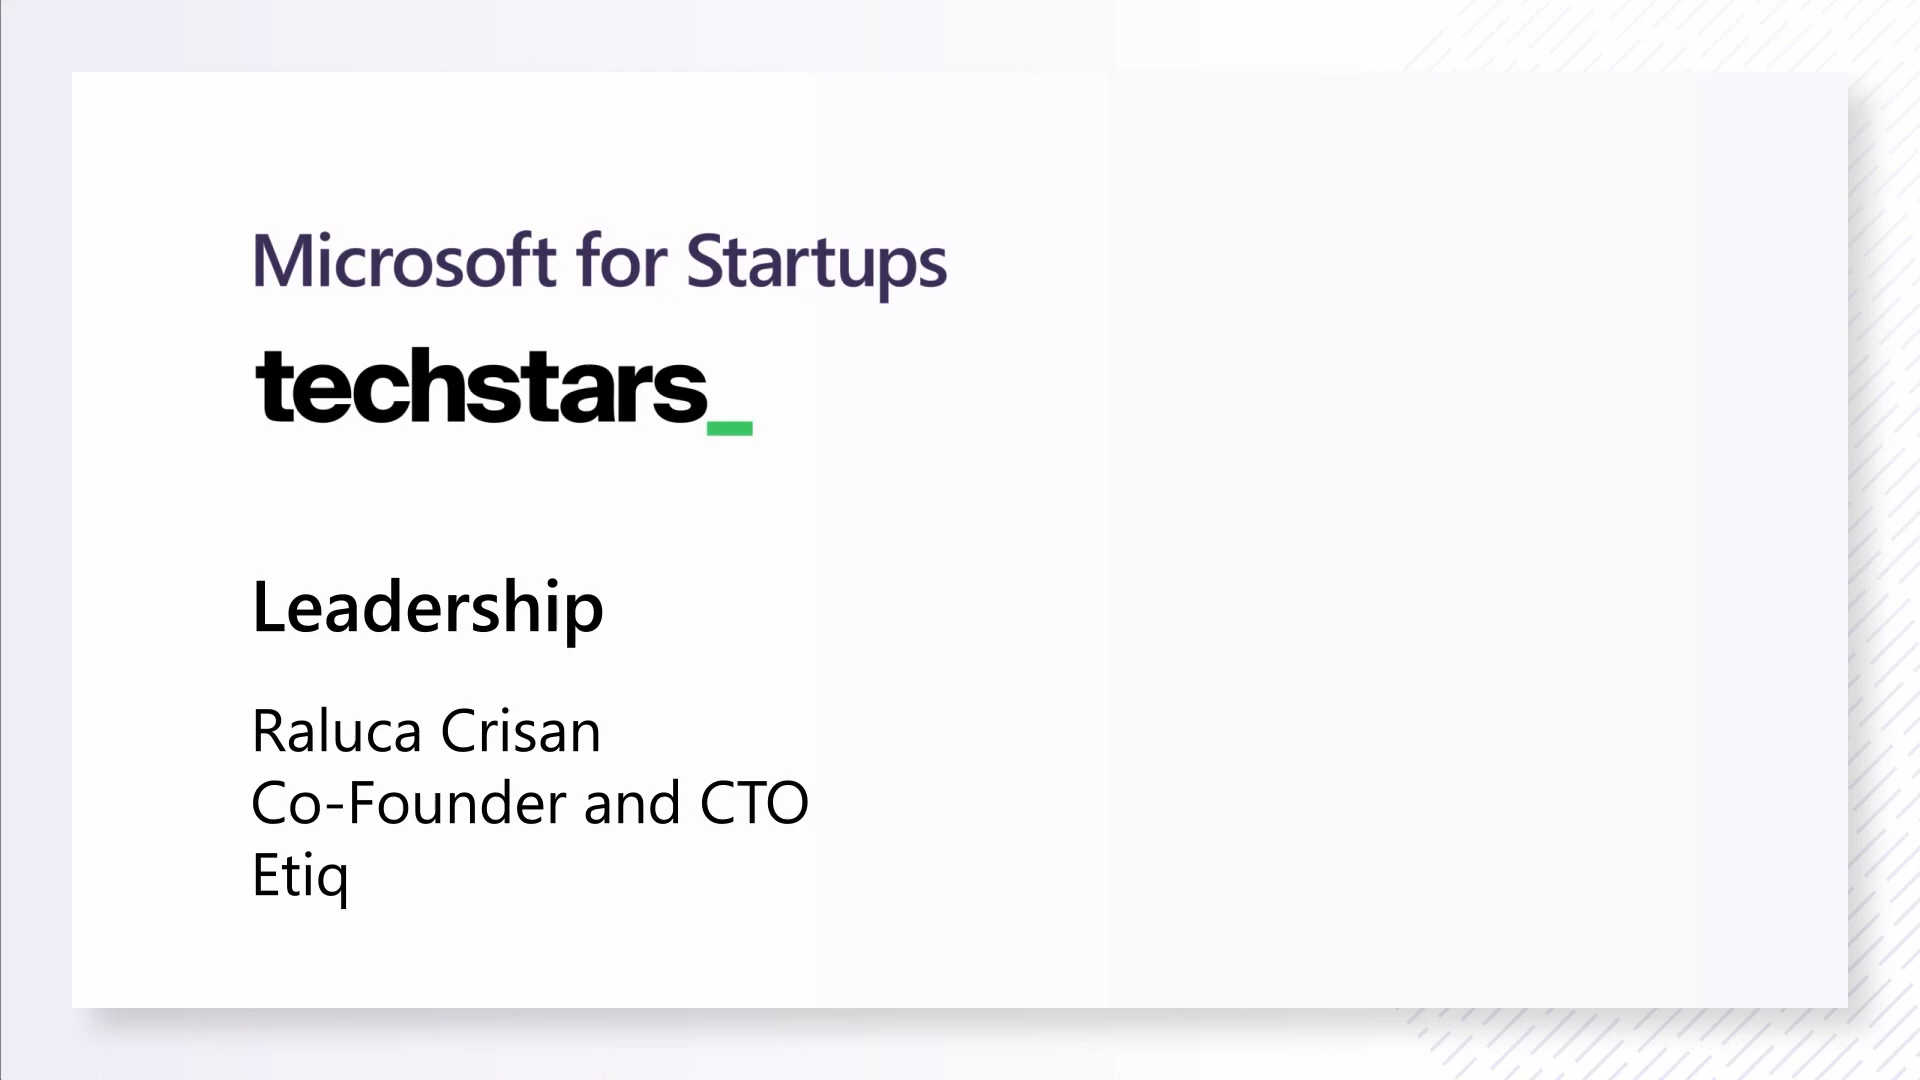 Microsoft for Startups
techstars_
Leadership
Raluca Crisan
Co-Founder and CTO
Etiq